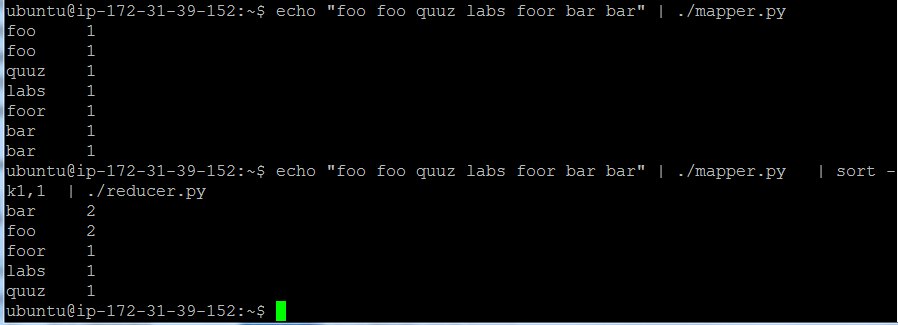 ubuntu@ip-172-31-39-152:~$ echo "foo foo quuz labs foor bar bar" | ./mapper.py
foo     1
foo     1
quuz    1
labs    1
foor    1
bar     1
bar     1
ubuntu@ip-172-31-39-152:~$ echo "foo foo quuz labs foor bar bar" | ./mapper.py   | sort -
k1,1  | ./reducer.py
bar     2
foo     2
foor    1
labs    1
quuz    1
ubuntu@ip-172-31-39-152:~$